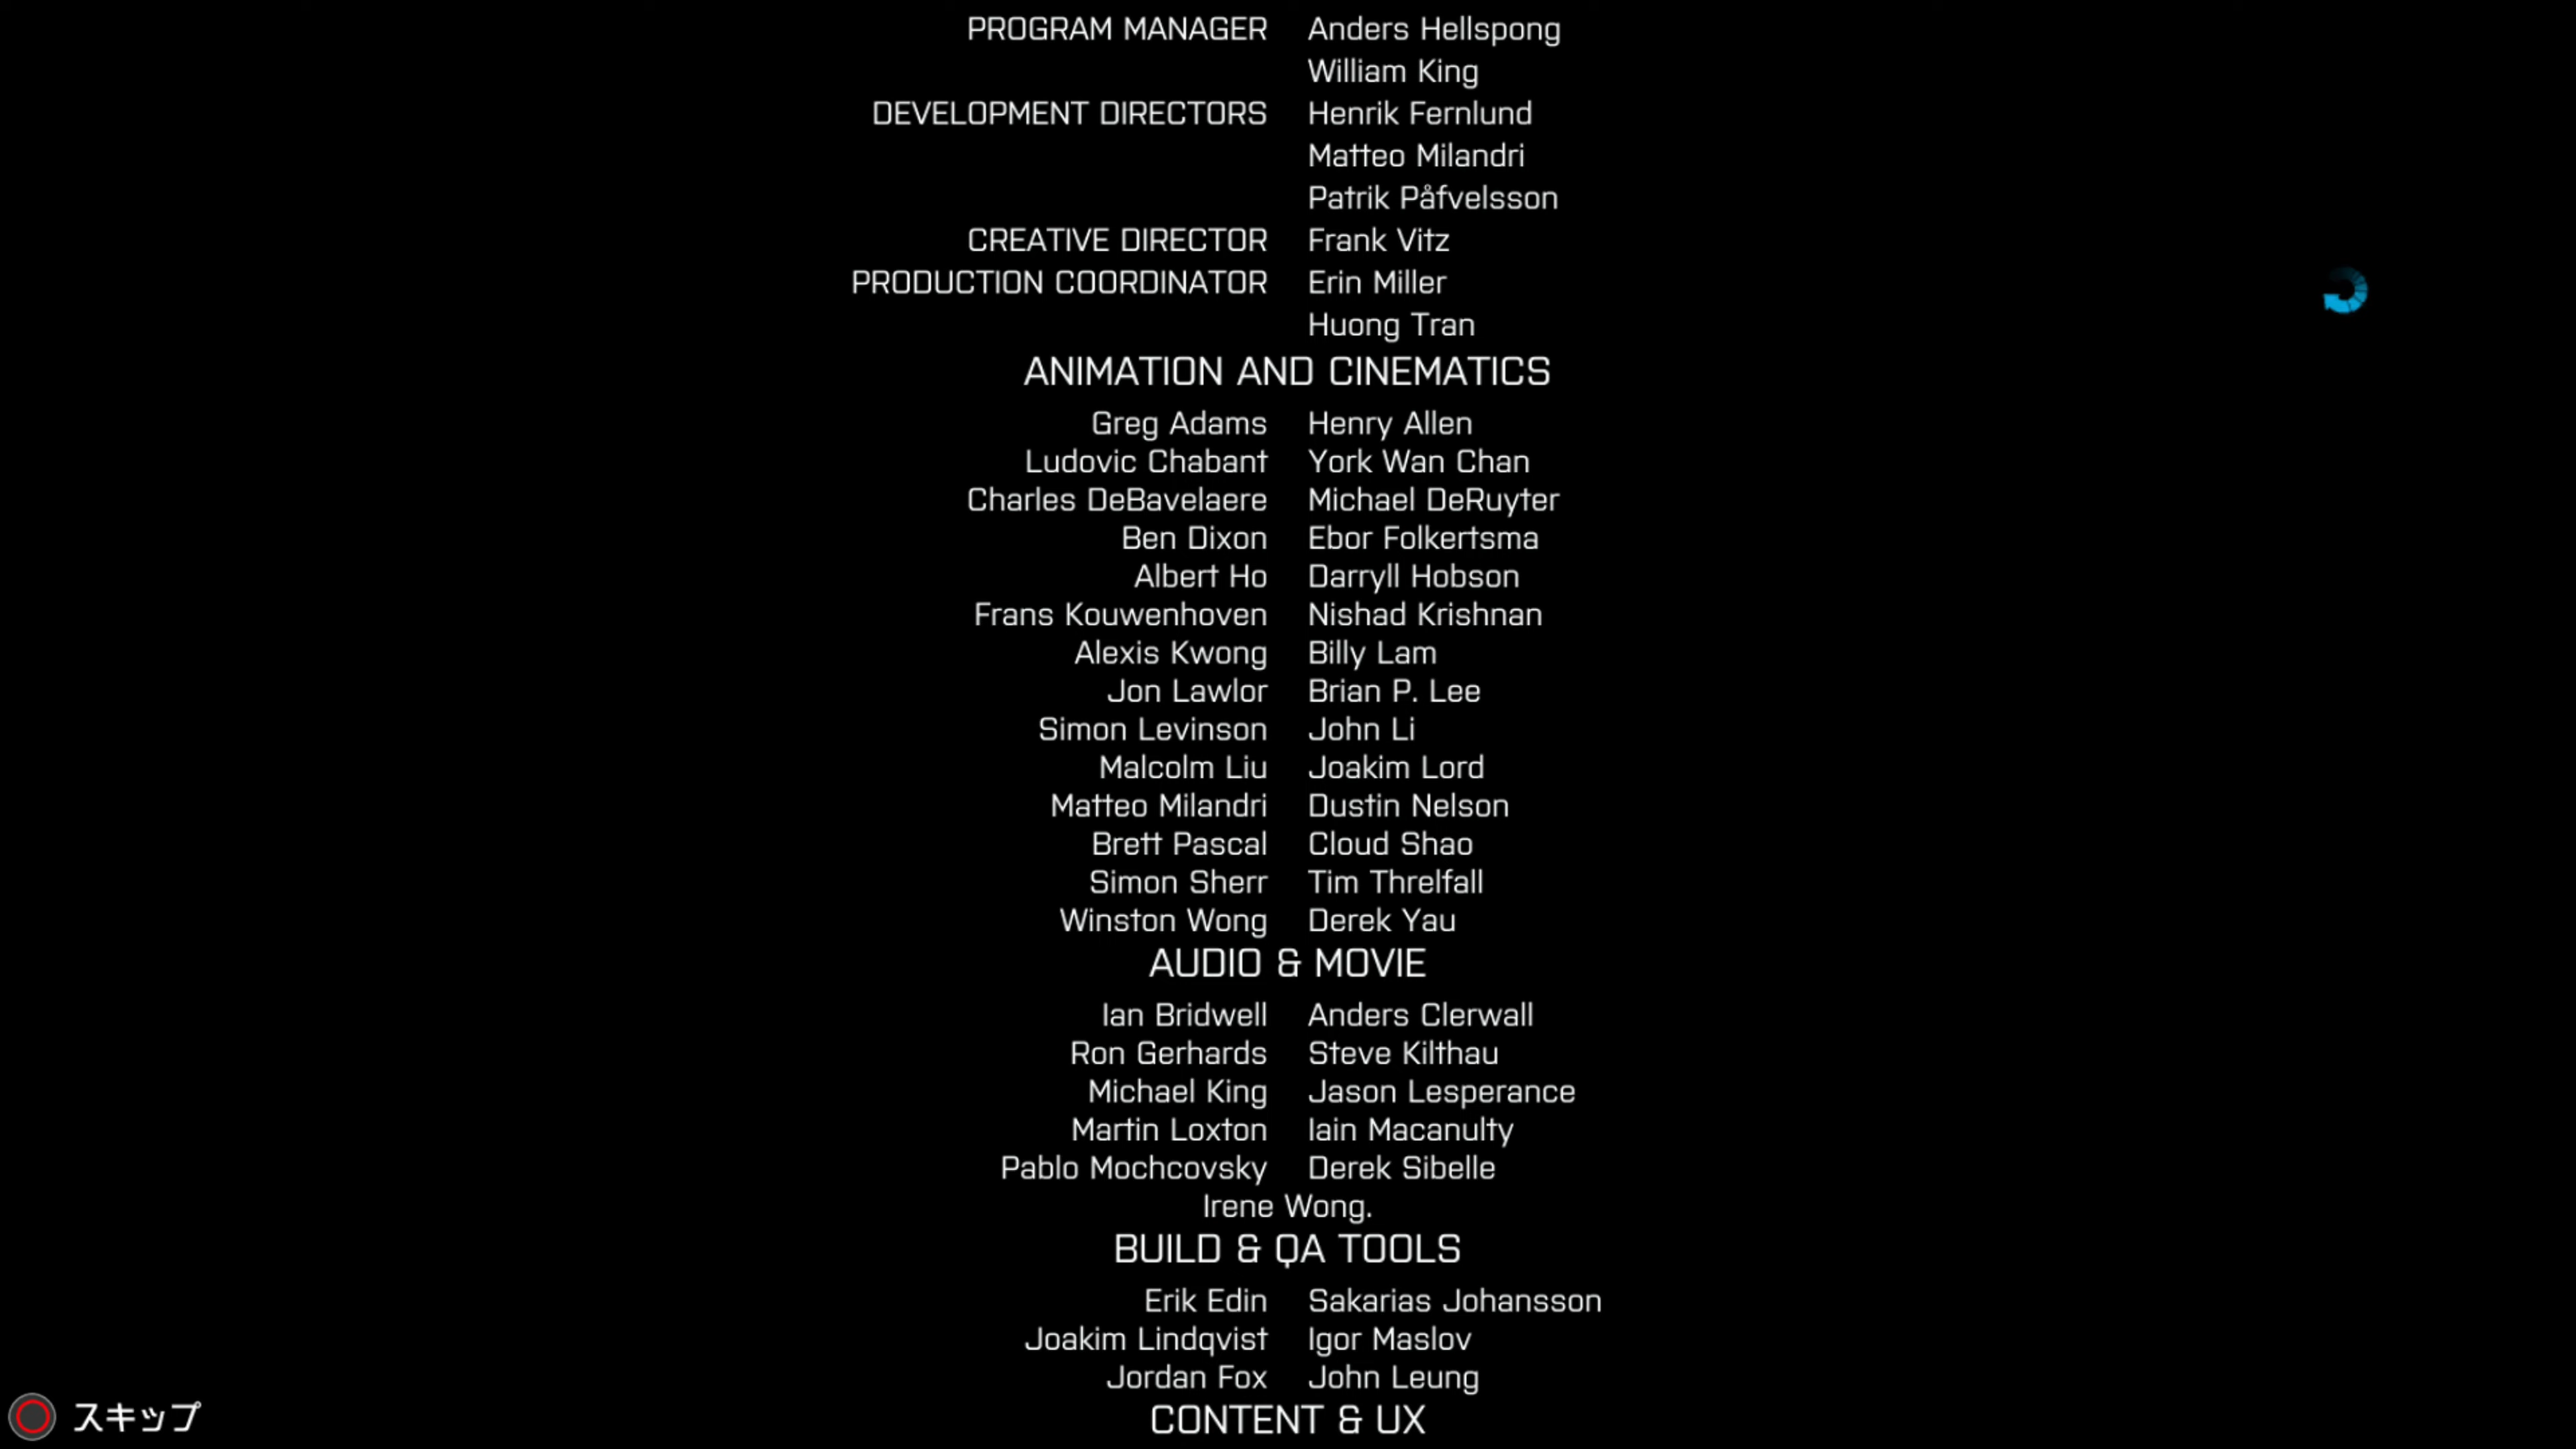 PROGRAM MANAGER Anders Hellspong
William King
DEVELOPMENT DIRECTORS Henrik Fernlund
Matteo Milandri
Patrik Påfvelsson
CREATIVE DIRECTOR Frank Vitz
PRODUCTION COORDINATOR Erin Miller
Huong Tran
ANIMATION AND CINEMATICS
Greg Adams Henry Allen
Ludovic Chabant York Wan Chan
Charles DeBavelaere Michael DeRuyter
Ben Dixon Ebor Folkertsma
Albert Ho Darryll Hobson
Frans Kouwenhoven Nishad Krishnan
Alexis Kwong Billy Lam
Jon Lawlor Brian P. Lee
Simon Levinson John Li
Malcolm Liu Joakim Lord
Matteo Milandri Dustin Nelson
Brett Pascal Cloud Shao
Simon Sherr Tim Threlfall
Winston Wong Derek Yau
AUDIO & MOVIE
Ian Bridwell Anders Clerwall
Ron Gerhards Steve Kilthau
Michael King Jason Lesperance
Martin Loxton Iain Macanulty
Pablo Mochcovsky Derek Sibelle
Irene Wong.
BUILD & QA TOOLS
Erik Edin Sakarias Johansson
Joakim Lindqvist Igor Maslov
Jordan Fox John Leung
CONTENT & UX
スキップ